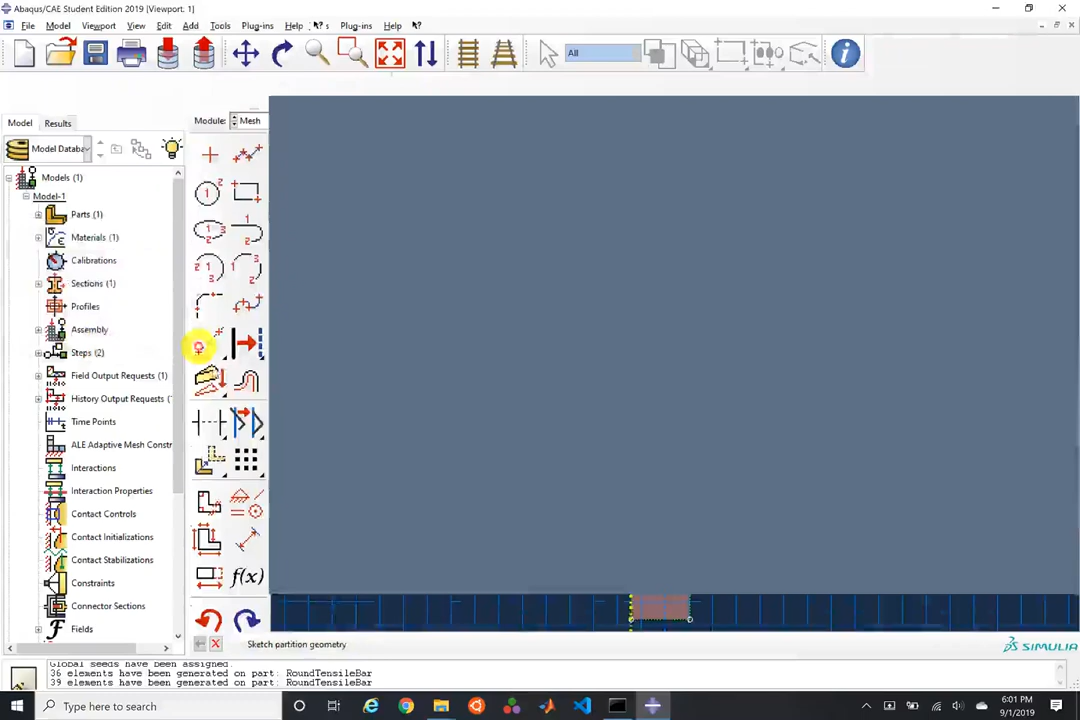 Abaqus/CAE Student Edition 2019 [Viewport: 1]
File Model Viewport View Edit Add Tools Plug-ins Help Plug-ins Help
All
Model Results
Module: Mesh
Model Databa
Models (1)
Model-1
Parts (1)
Materials (1)
Calibrations
Sections (1)
Profiles
Assembly
Steps (2)
Field Output Requests (1)
History Output Requests (
Time Points
ALE Adaptive Mesh Constr
Interactions
Interaction Properties
Contact Controls
Contact Initializations
Contact Stabilizations
Constraints
Connector Sections
Fields
f(x)
Sketch partition geometry
SIMULIA
Global seeds have been assigned.
36 elements have been generated on part: RoundTensileBar
39 elements have been generated on part: RoundTensileBar
Type here to search
6:01 PM
9/1/2019